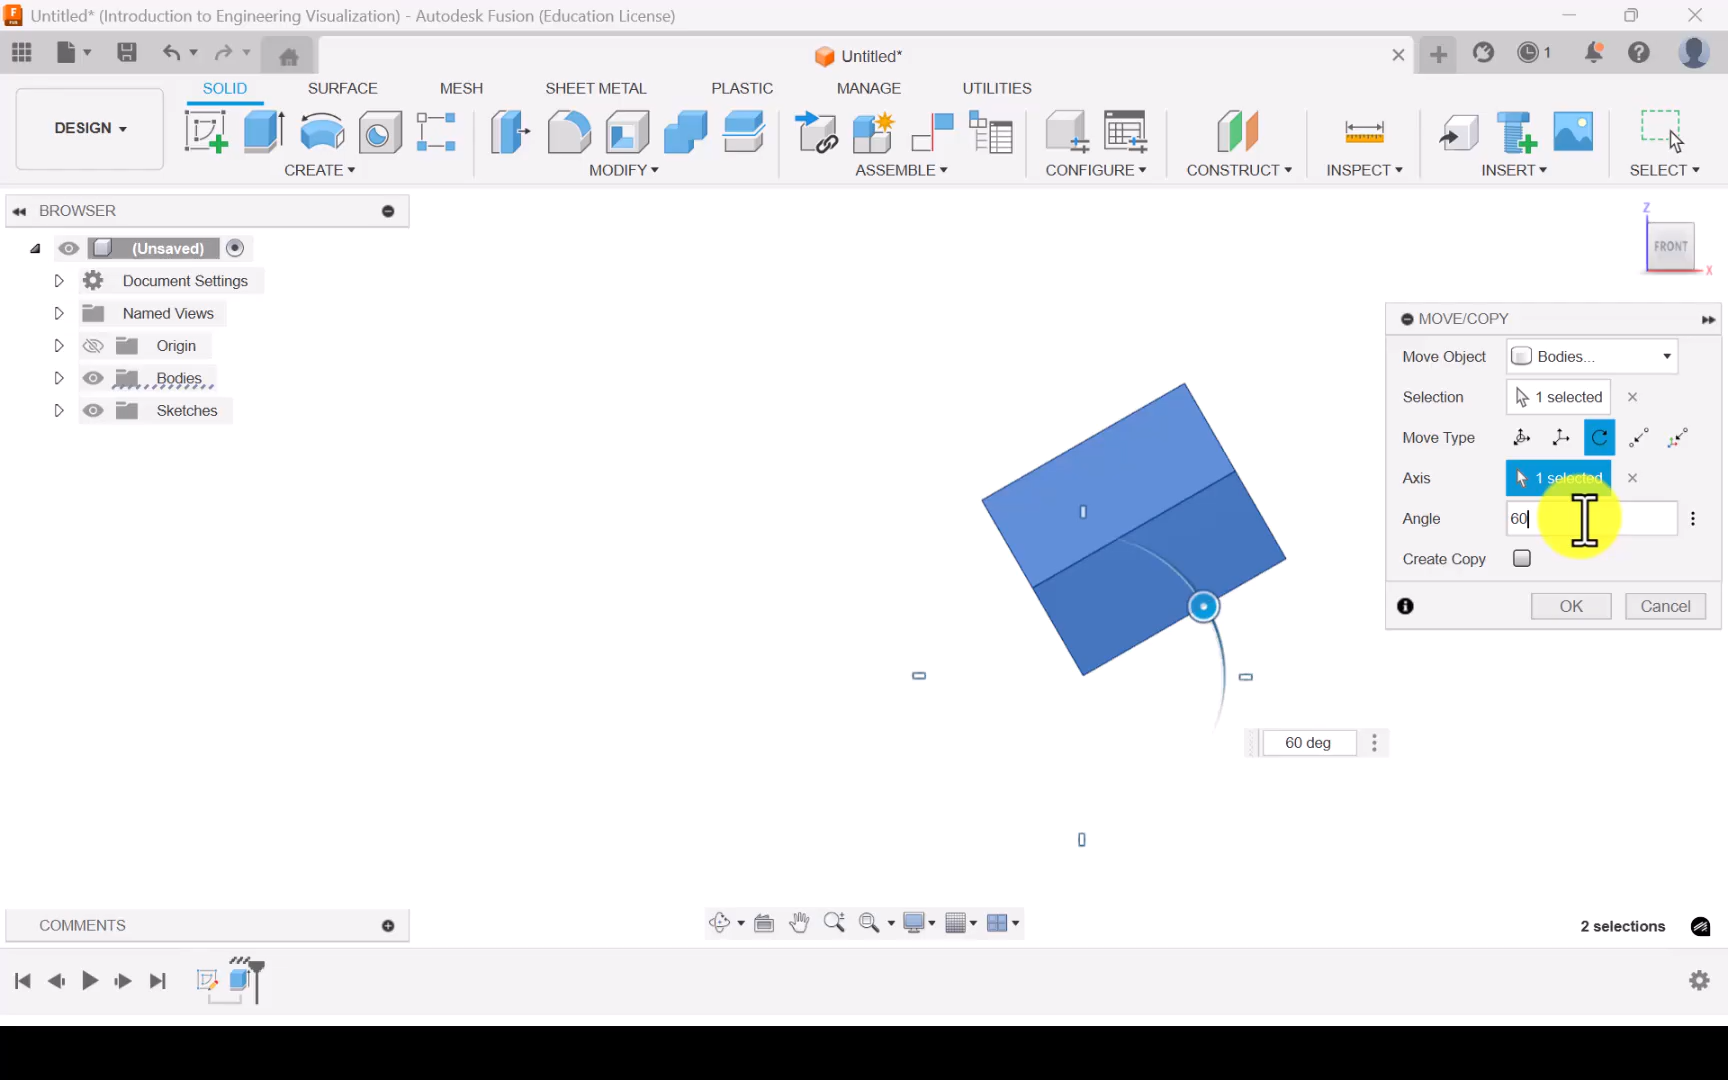 Untitled* (Introduction to Engineering Visualization) - Autodesk Fusion (Education License)
Untitled*
1
SOLID SURFACE MESH SHEET METAL PLASTIC MANAGE UTILITIES
DESIGN
CREATE MODIFY ASSEMBLE CONFIGURE CONSTRUCT INSPECT INSERT SELECT
BROWSER
(Unsaved)
Document Settings
Named Views
Origin
Bodies
Sketches
Z
FRONT
X
MOVE/COPY
Move Object Bodies...
Selection 1 selected
Move Type
Axis 1 selected
Angle 60
Create Copy
OK Cancel
60 deg
COMMENTS
2 selections